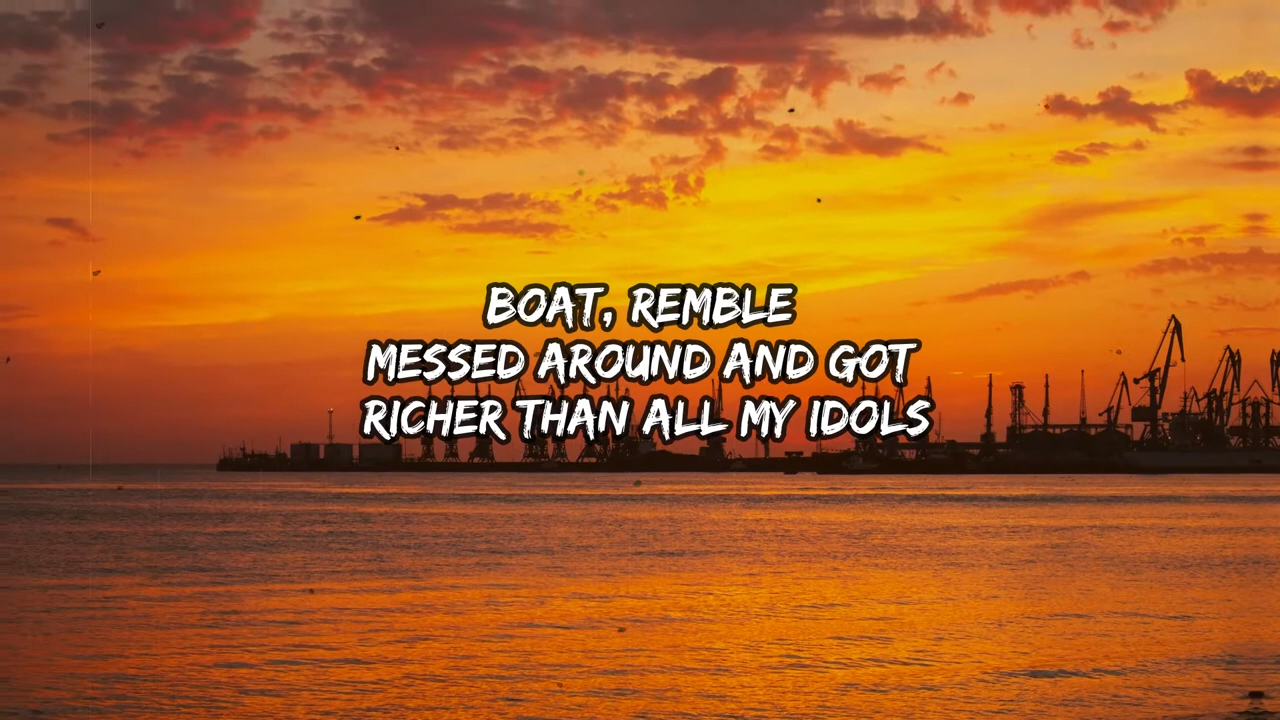 BOAT, REMBLE
MESSED AROUND AND GOT
RICHER THAN ALL MY IDOLS